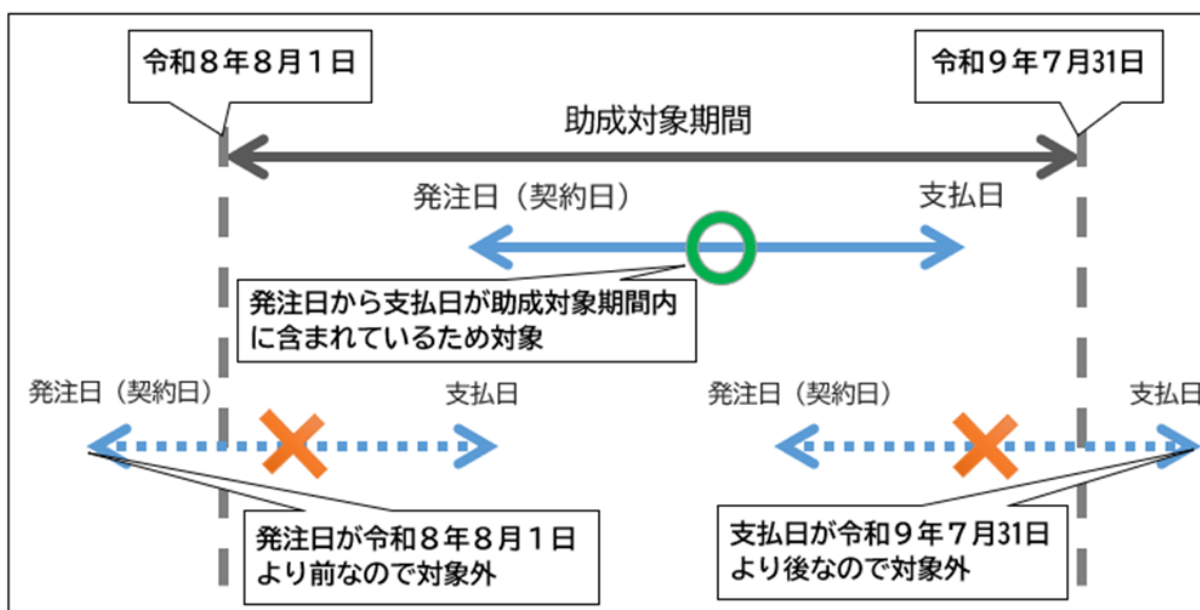 令和８年８月１日
令和９年７月31日
助成対象期間
発注日（契約日）
支払日
発注日から支払日が助成対象期間内
に含まれているため対象
発注日（契約日）
支払日
発注日（契約日）
支払日
発注日が令和８年８月１日
より前なので対象外
支払日が令和９年７月31日
より後なので対象外